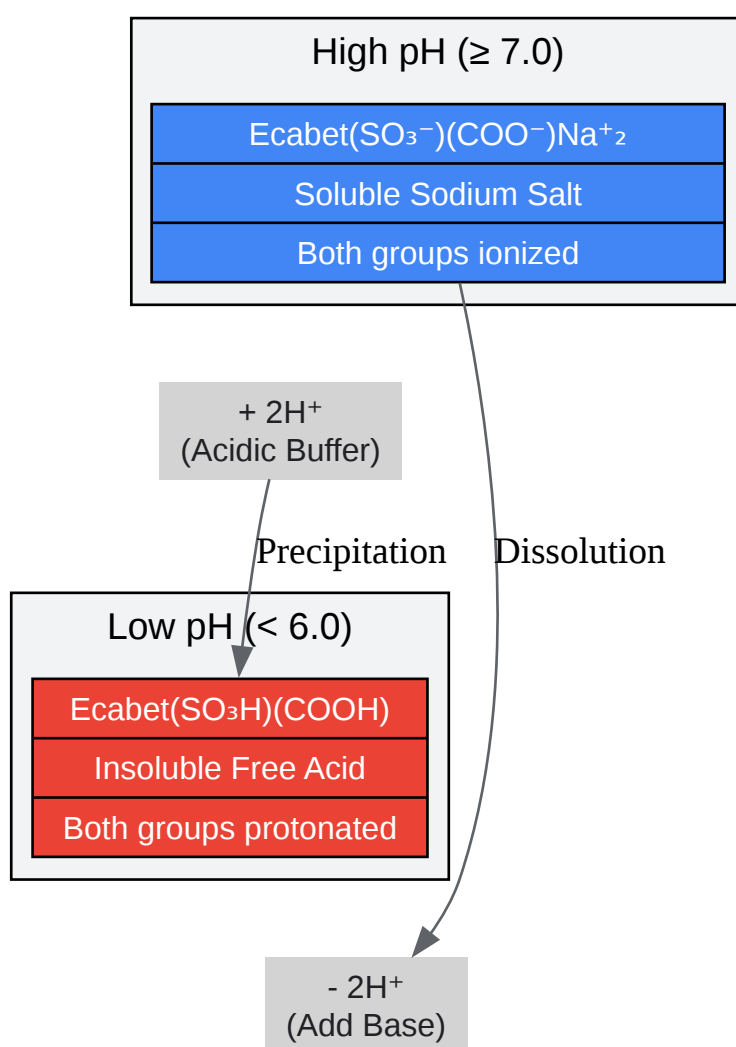 High pH (≥ 7.0)
Ecabet(SO₃⁻)(COO⁻)Na⁺₂
Soluble Sodium Salt
Both groups ionized
+ 2H⁺
(Acidic Buffer)
Precipitation
Dissolution
Low pH (< 6.0)
Ecabet(SO₃H)(COOH)
Insoluble Free Acid
Both groups protonated
- 2H⁺
(Add Base)